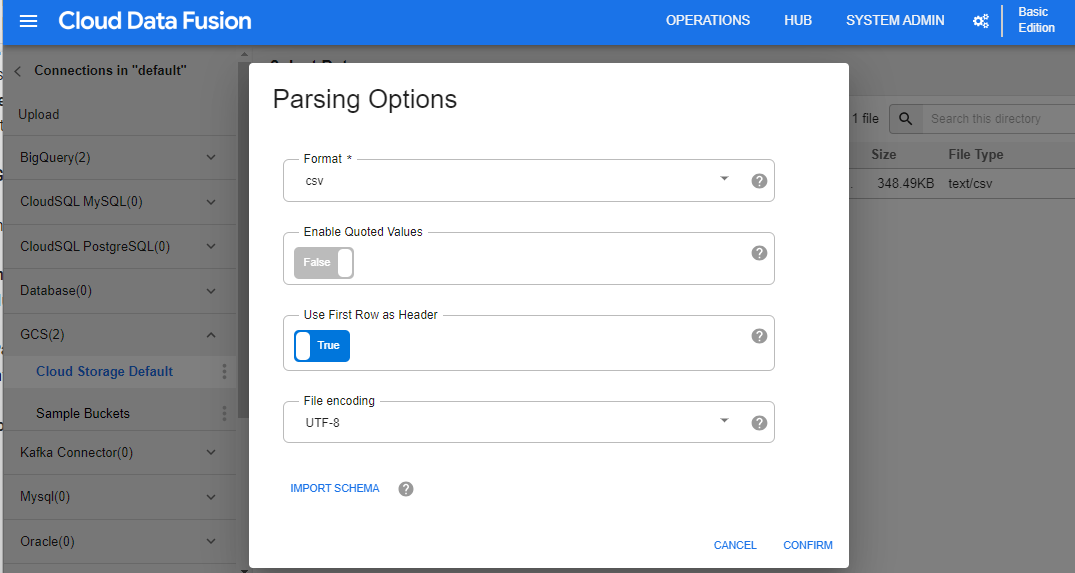 Cloud Data Fusion
OPERATIONS
HUB
SYSTEM ADMIN
Basic
Edition
Connections in "default"
Upload
BigQuery(2)
CloudSQL MySQL(0)
CloudSQL PostgreSQL(0)
Database(0)
GCS(2)
Cloud Storage Default
Sample Buckets
Kafka Connector(0)
Mysql(0)
Oracle(0)
Parsing Options
Format *
csv
Enable Quoted Values
False
Use First Row as Header
True
File encoding
UTF-8
IMPORT SCHEMA
CANCEL
CONFIRM
1 file
Search this directory
Size
File Type
348.49KB
text/csv